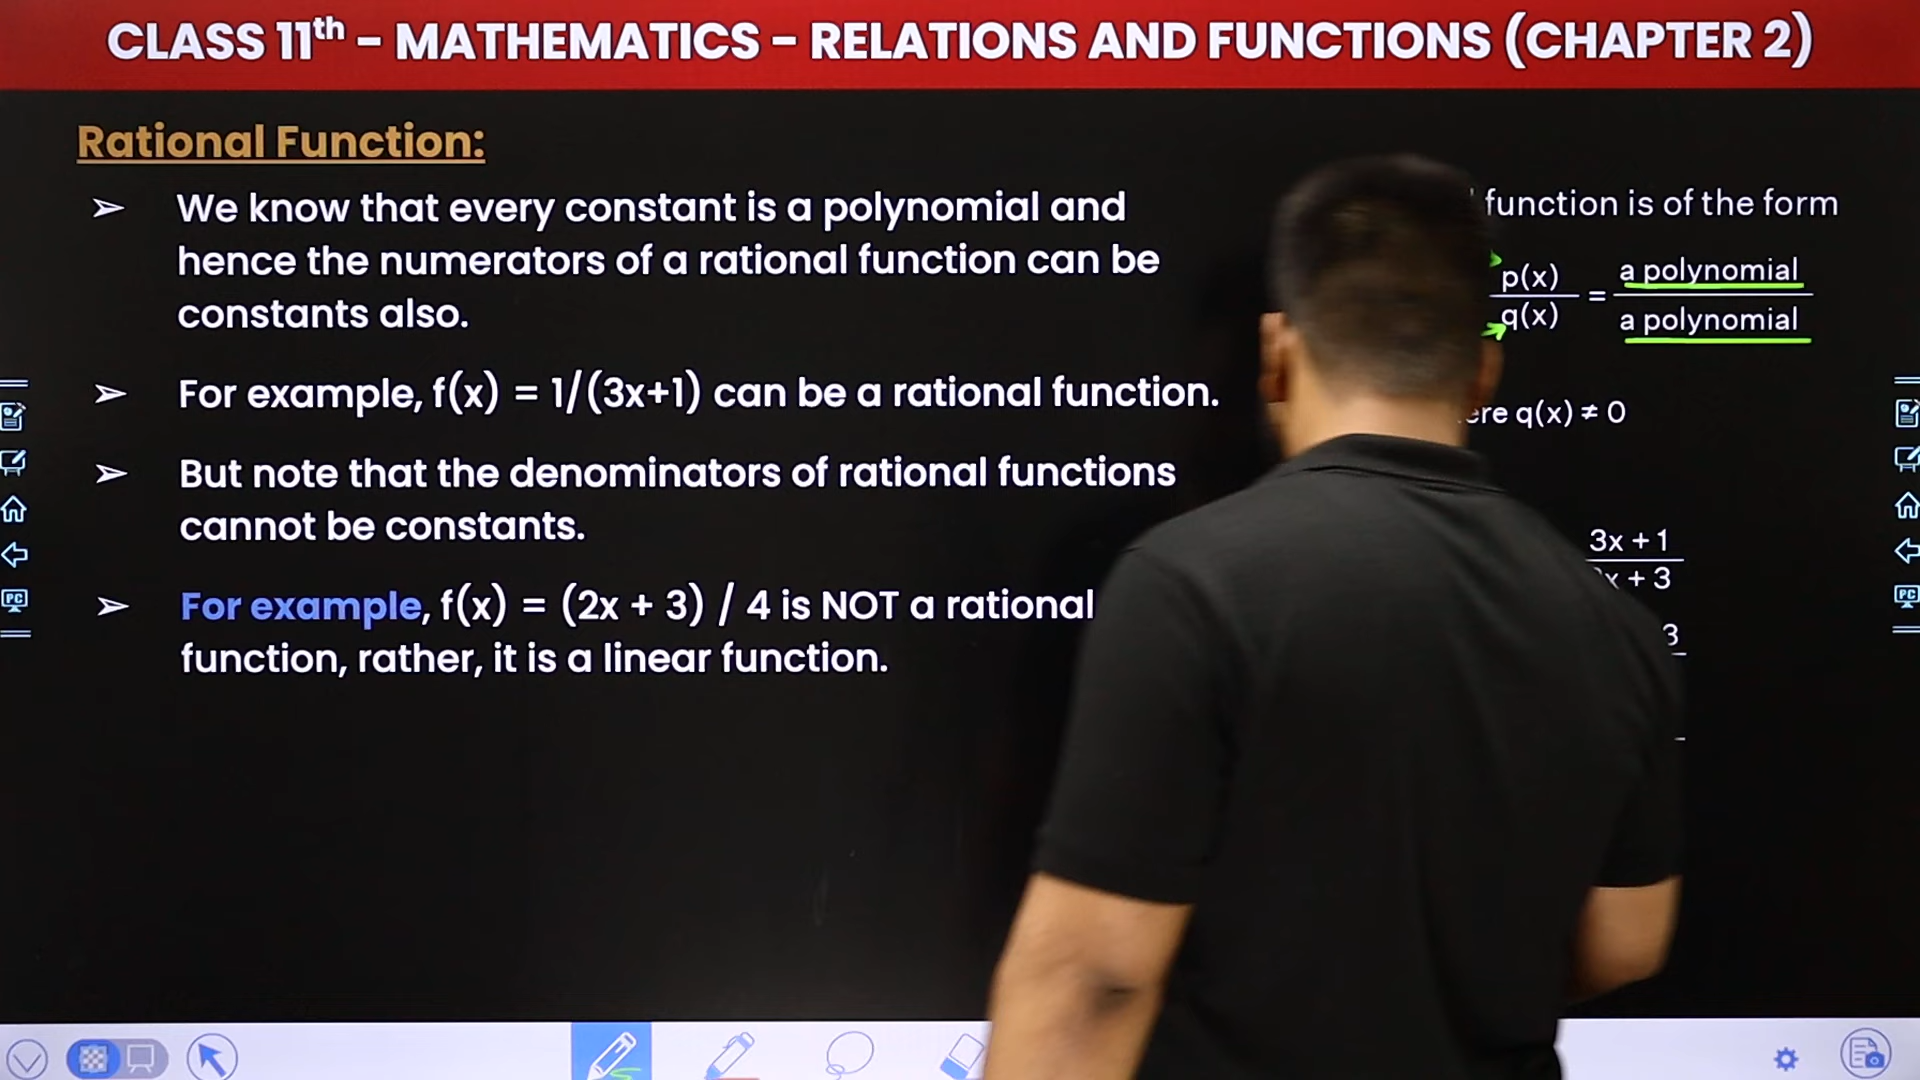 CLASS 11th - MATHEMATICS - RELATIONS AND FUNCTIONS (CHAPTER 2)
Rational Function:
➢ We know that every constant is a polynomial and
hence the numerators of a rational function can be
constants also.
➢ For example, f(x) = 1/(3x+1) can be a rational function.
➢ But note that the denominators of rational functions
cannot be constants.
➢ For example, f(x) = (2x + 3) / 4 is NOT a rational
function, rather, it is a linear function.
function is of the form
p(x)
q(x)
=
a polynomial
a polynomial
q(x) ≠ 0
3x + 1
x + 3
3
PC
PC